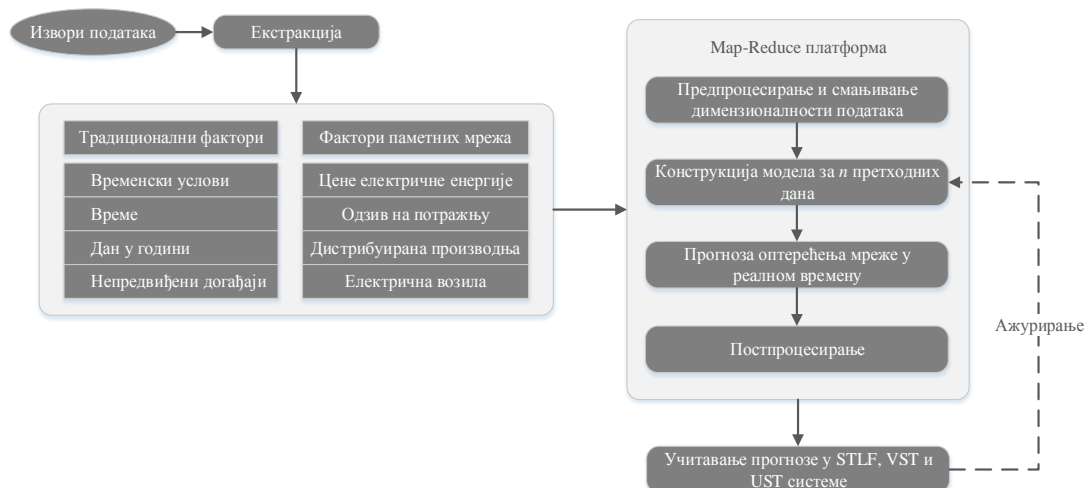 Извори података
Екстракција
Традиционални фактори
Временски услови
Време
Дан у години
Непредвиђени догађаји
Фактори паметних мрежа
Цене електричне енергије
Одзив на потражњу
Дистрибуирана производња
Електрична возила
Map-Reduce платформа
Предпроцесирање и смањивање
димензионалности података
Конструкција модела за n претходних
дана
Прогноза оптерећења мреже у
реалном времену
Постпроцесирање
Ажурирање
Учитавање прогнозе у STLF, VST и
UST системе